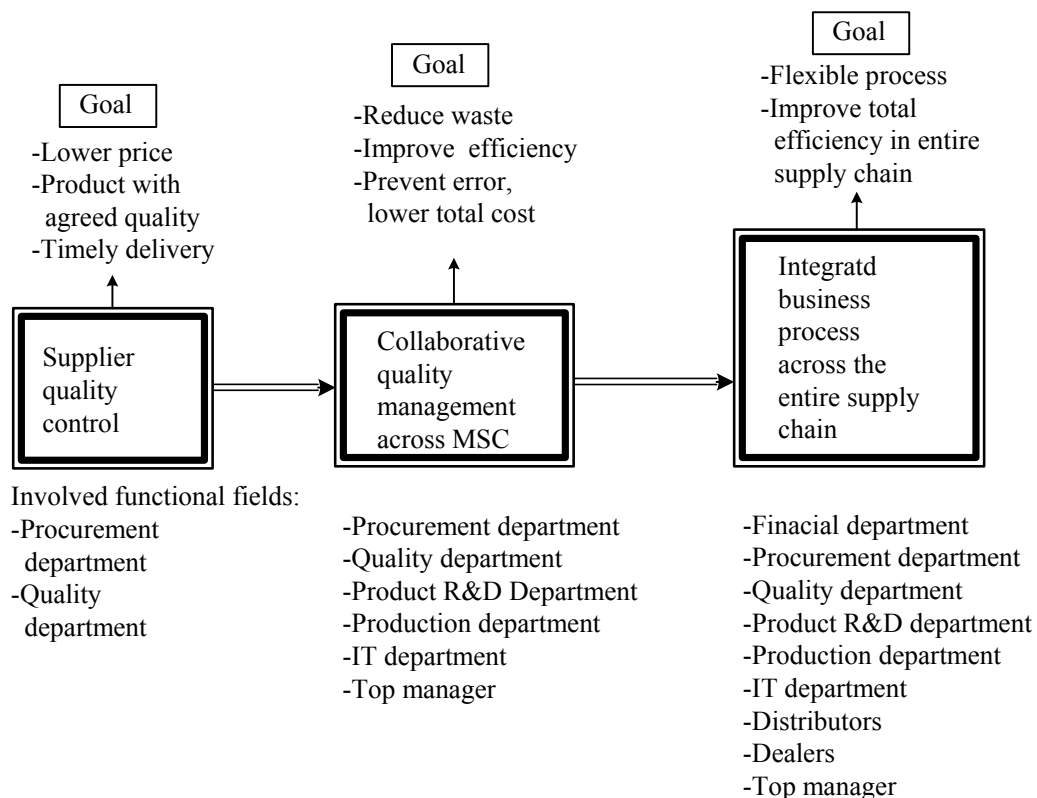 Goal
-Lower price
-Product with
agreed quality
-Timely delivery
Supplier
quality
control
Involved functional fields:
-Procurement
department
-Quality
department
Goal
-Reduce waste
-Improve efficiency
-Prevent error,
lower total cost
Collaborative
quality
management
across MSC
-Procurement department
-Quality department
-Product R&D Department
-Production department
-IT department
-Top manager
Goal
-Flexible process
-Improve total
efficiency in entire
supply chain
Integratd
business
process
across the
entire supply
chain
-Finacial department
-Procurement department
-Quality department
-Product R&D department
-Production department
-IT department
-Distributors
-Dealers
-Top manager